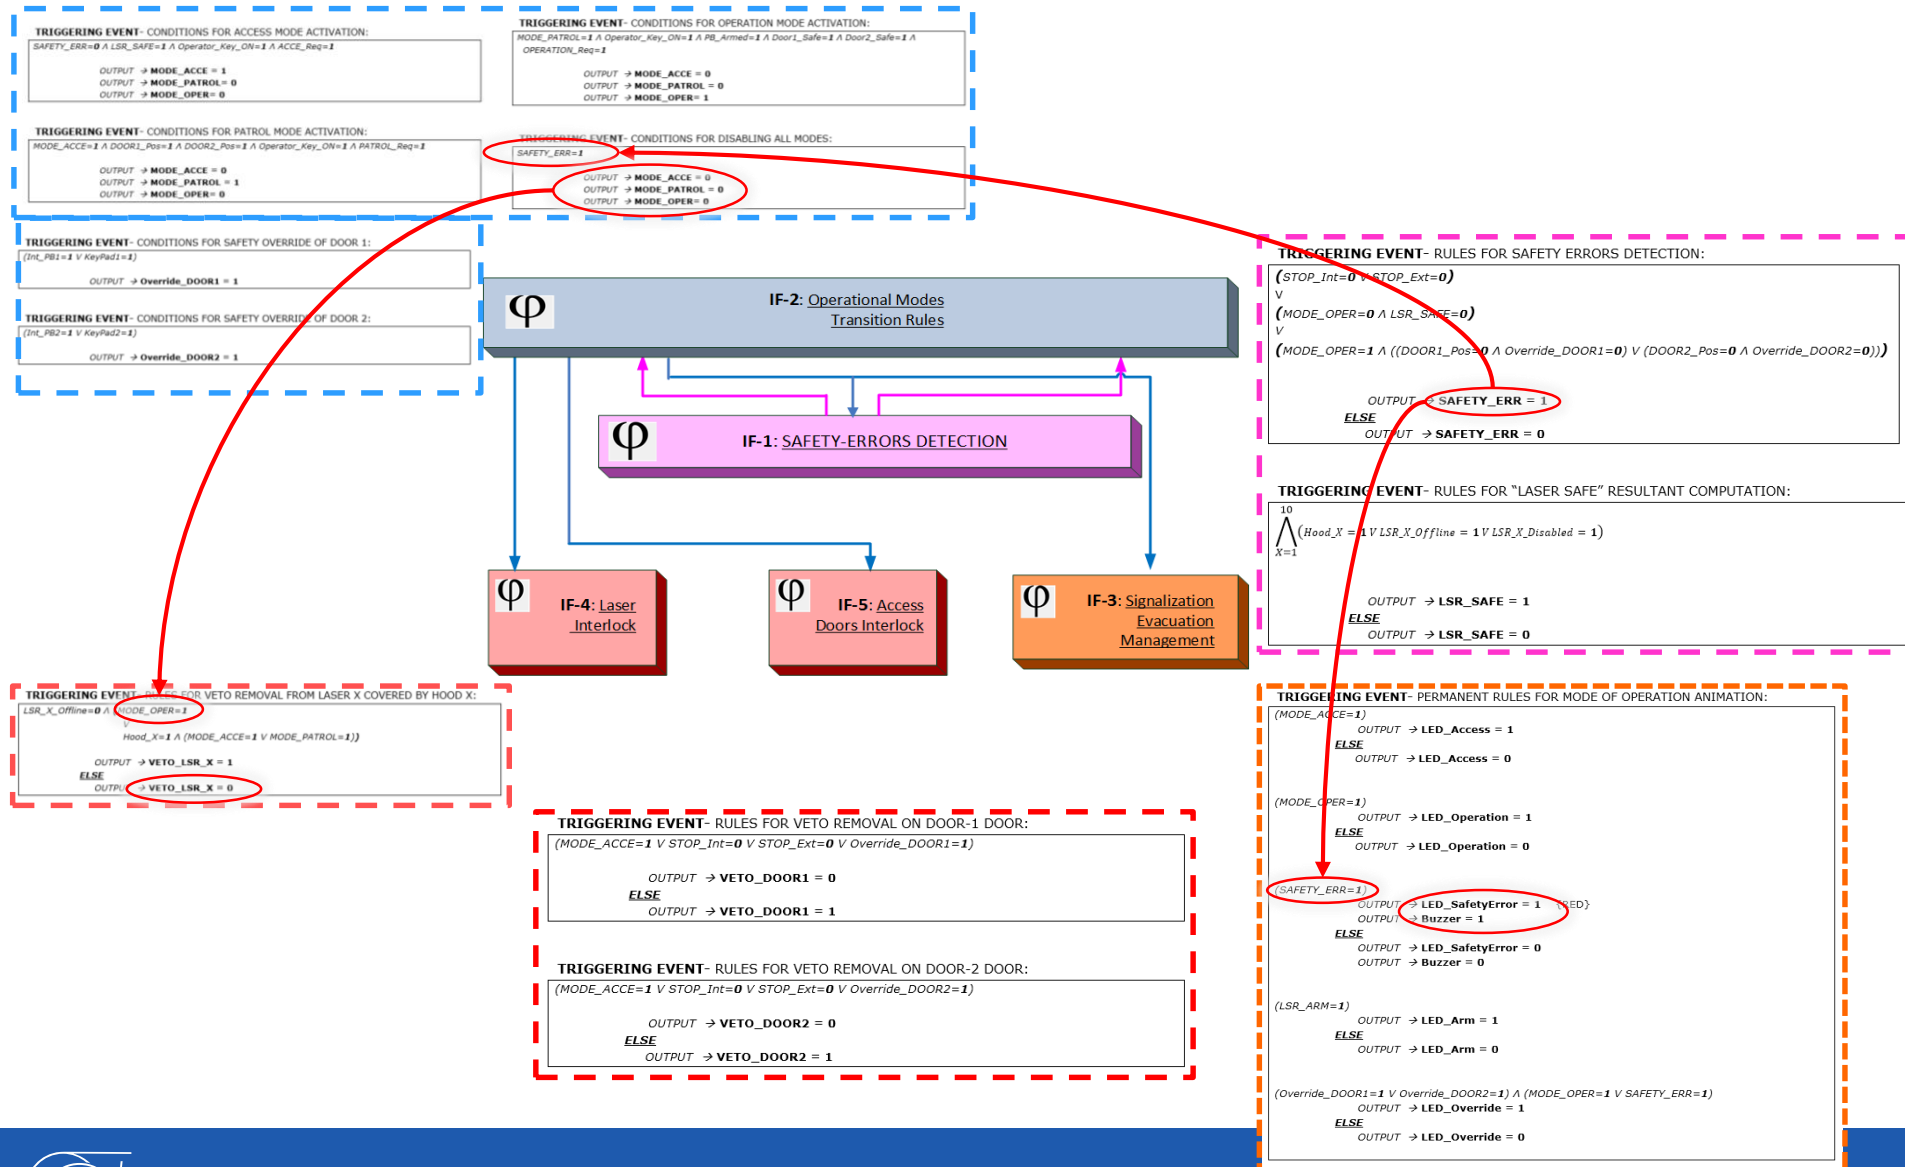 TRIGGERING EVENT- CONDITIONS FOR ACCESS MODE ACTIVATION:
SAFETY_ERR=0 Λ LSR_SAFE=1 Λ Operator_Key_ON=1 Λ ACCE_Req=1
OUTPUT → MODE_ACCE = 1
OUTPUT → MODE_PATROL= 0
OUTPUT → MODE_OPER= 0
TRIGGERING EVENT- CONDITIONS FOR OPERATION MODE ACTIVATION:
MODE_PATROL=1 Λ Operator_Key_ON=1 Λ PB_Armed=1 Λ Door1_Safe=1 Λ Door2_Safe=1 Λ
OPERATION_Req=1
OUTPUT → MODE_ACCE = 0
OUTPUT → MODE_PATROL = 0
OUTPUT → MODE_OPER= 1
TRIGGERING EVENT- CONDITIONS FOR PATROL MODE ACTIVATION:
MODE_ACCE=1 Λ DOOR1_Pos=1 Λ DOOR2_Pos=1 Λ Operator_Key_ON=1 Λ PATROL_Req=1
OUTPUT → MODE_ACCE = 0
OUTPUT → MODE_PATROL = 1
OUTPUT → MODE_OPER= 0
TRIGGERING EVENT- CONDITIONS FOR DISABLING ALL MODES:
SAFETY_ERR=1
OUTPUT → MODE_ACCE = 0
OUTPUT → MODE_PATROL = 0
OUTPUT → MODE_OPER= 0
TRIGGERING EVENT- CONDITIONS FOR SAFETY OVERRIDE OF DOOR 1:
(Int_PB1=1 V KeyPad1=1)
OUTPUT → Override_DOOR1 = 1
TRIGGERING EVENT- CONDITIONS FOR SAFETY OVERRIDE OF DOOR 2:
(Int_PB2=1 V KeyPad2=1)
OUTPUT → Override_DOOR2 = 1
φ IF-2: Operational Modes
Transition Rules
φ IF-1: SAFETY-ERRORS DETECTION
φ IF-4: Laser
Interlock
φ IF-5: Access
Doors Interlock
φ IF-3: Signalization
Evacuation
Management
TRIGGERING EVENT- RULES FOR SAFETY ERRORS DETECTION:
(STOP_Int=0 V STOP_Ext=0)
V
(MODE_OPER=0 Λ LSR_SAFE=0)
V
(MODE_OPER=1 Λ ((DOOR1_Pos=0 Λ Override_DOOR1=0) V (DOOR2_Pos=0 Λ Override_DOOR2=0)))
OUTPUT → SAFETY_ERR = 1
ELSE
OUTPUT → SAFETY_ERR = 0
TRIGGERING EVENT- RULES FOR “LASER SAFE” RESULTANT COMPUTATION:
10
⋀(Hood_X = 1 V LSR_X_Offline = 1 V LSR_X_Disabled = 1)
X=1
OUTPUT → LSR_SAFE = 1
ELSE
OUTPUT → LSR_SAFE = 0
TRIGGERING EVENT- RULES FOR VETO REMOVAL FROM LASER X COVERED BY HOOD X:
LSR_X_Offline=0 Λ (MODE_OPER=1
V
Hood_X=1 Λ (MODE_ACCE=1 V MODE_PATROL=1))
OUTPUT → VETO_LSR_X = 1
ELSE
OUTPUT → VETO_LSR_X = 0
TRIGGERING EVENT- RULES FOR VETO REMOVAL ON DOOR-1 DOOR:
(MODE_ACCE=1 V STOP_Int=0 V STOP_Ext=0 V Override_DOOR1=1)
OUTPUT → VETO_DOOR1 = 0
ELSE
OUTPUT → VETO_DOOR1 = 1
TRIGGERING EVENT- RULES FOR VETO REMOVAL ON DOOR-2 DOOR:
(MODE_ACCE=1 V STOP_Int=0 V STOP_Ext=0 V Override_DOOR2=1)
OUTPUT → VETO_DOOR2 = 0
ELSE
OUTPUT → VETO_DOOR2 = 1
TRIGGERING EVENT- PERMANENT RULES FOR MODE OF OPERATION ANIMATION:
(MODE_ACCE=1)
OUTPUT → LED_Access = 1
ELSE
OUTPUT → LED_Access = 0
(MODE_OPER=1)
OUTPUT → LED_Operation = 1
ELSE
OUTPUT → LED_Operation = 0
(SAFETY_ERR=1)
OUTPUT → LED_SafetyError = 1 {RED}
OUTPUT → Buzzer = 1
ELSE
OUTPUT → LED_SafetyError = 0
OUTPUT → Buzzer = 0
(LSR_ARM=1)
OUTPUT → LED_Arm = 1
ELSE
OUTPUT → LED_Arm = 0
(Override_DOOR1=1 V Override_DOOR2=1) Λ (MODE_OPER=1 V SAFETY_ERR=1)
OUTPUT → LED_Override = 1
ELSE
OUTPUT → LED_Override = 0